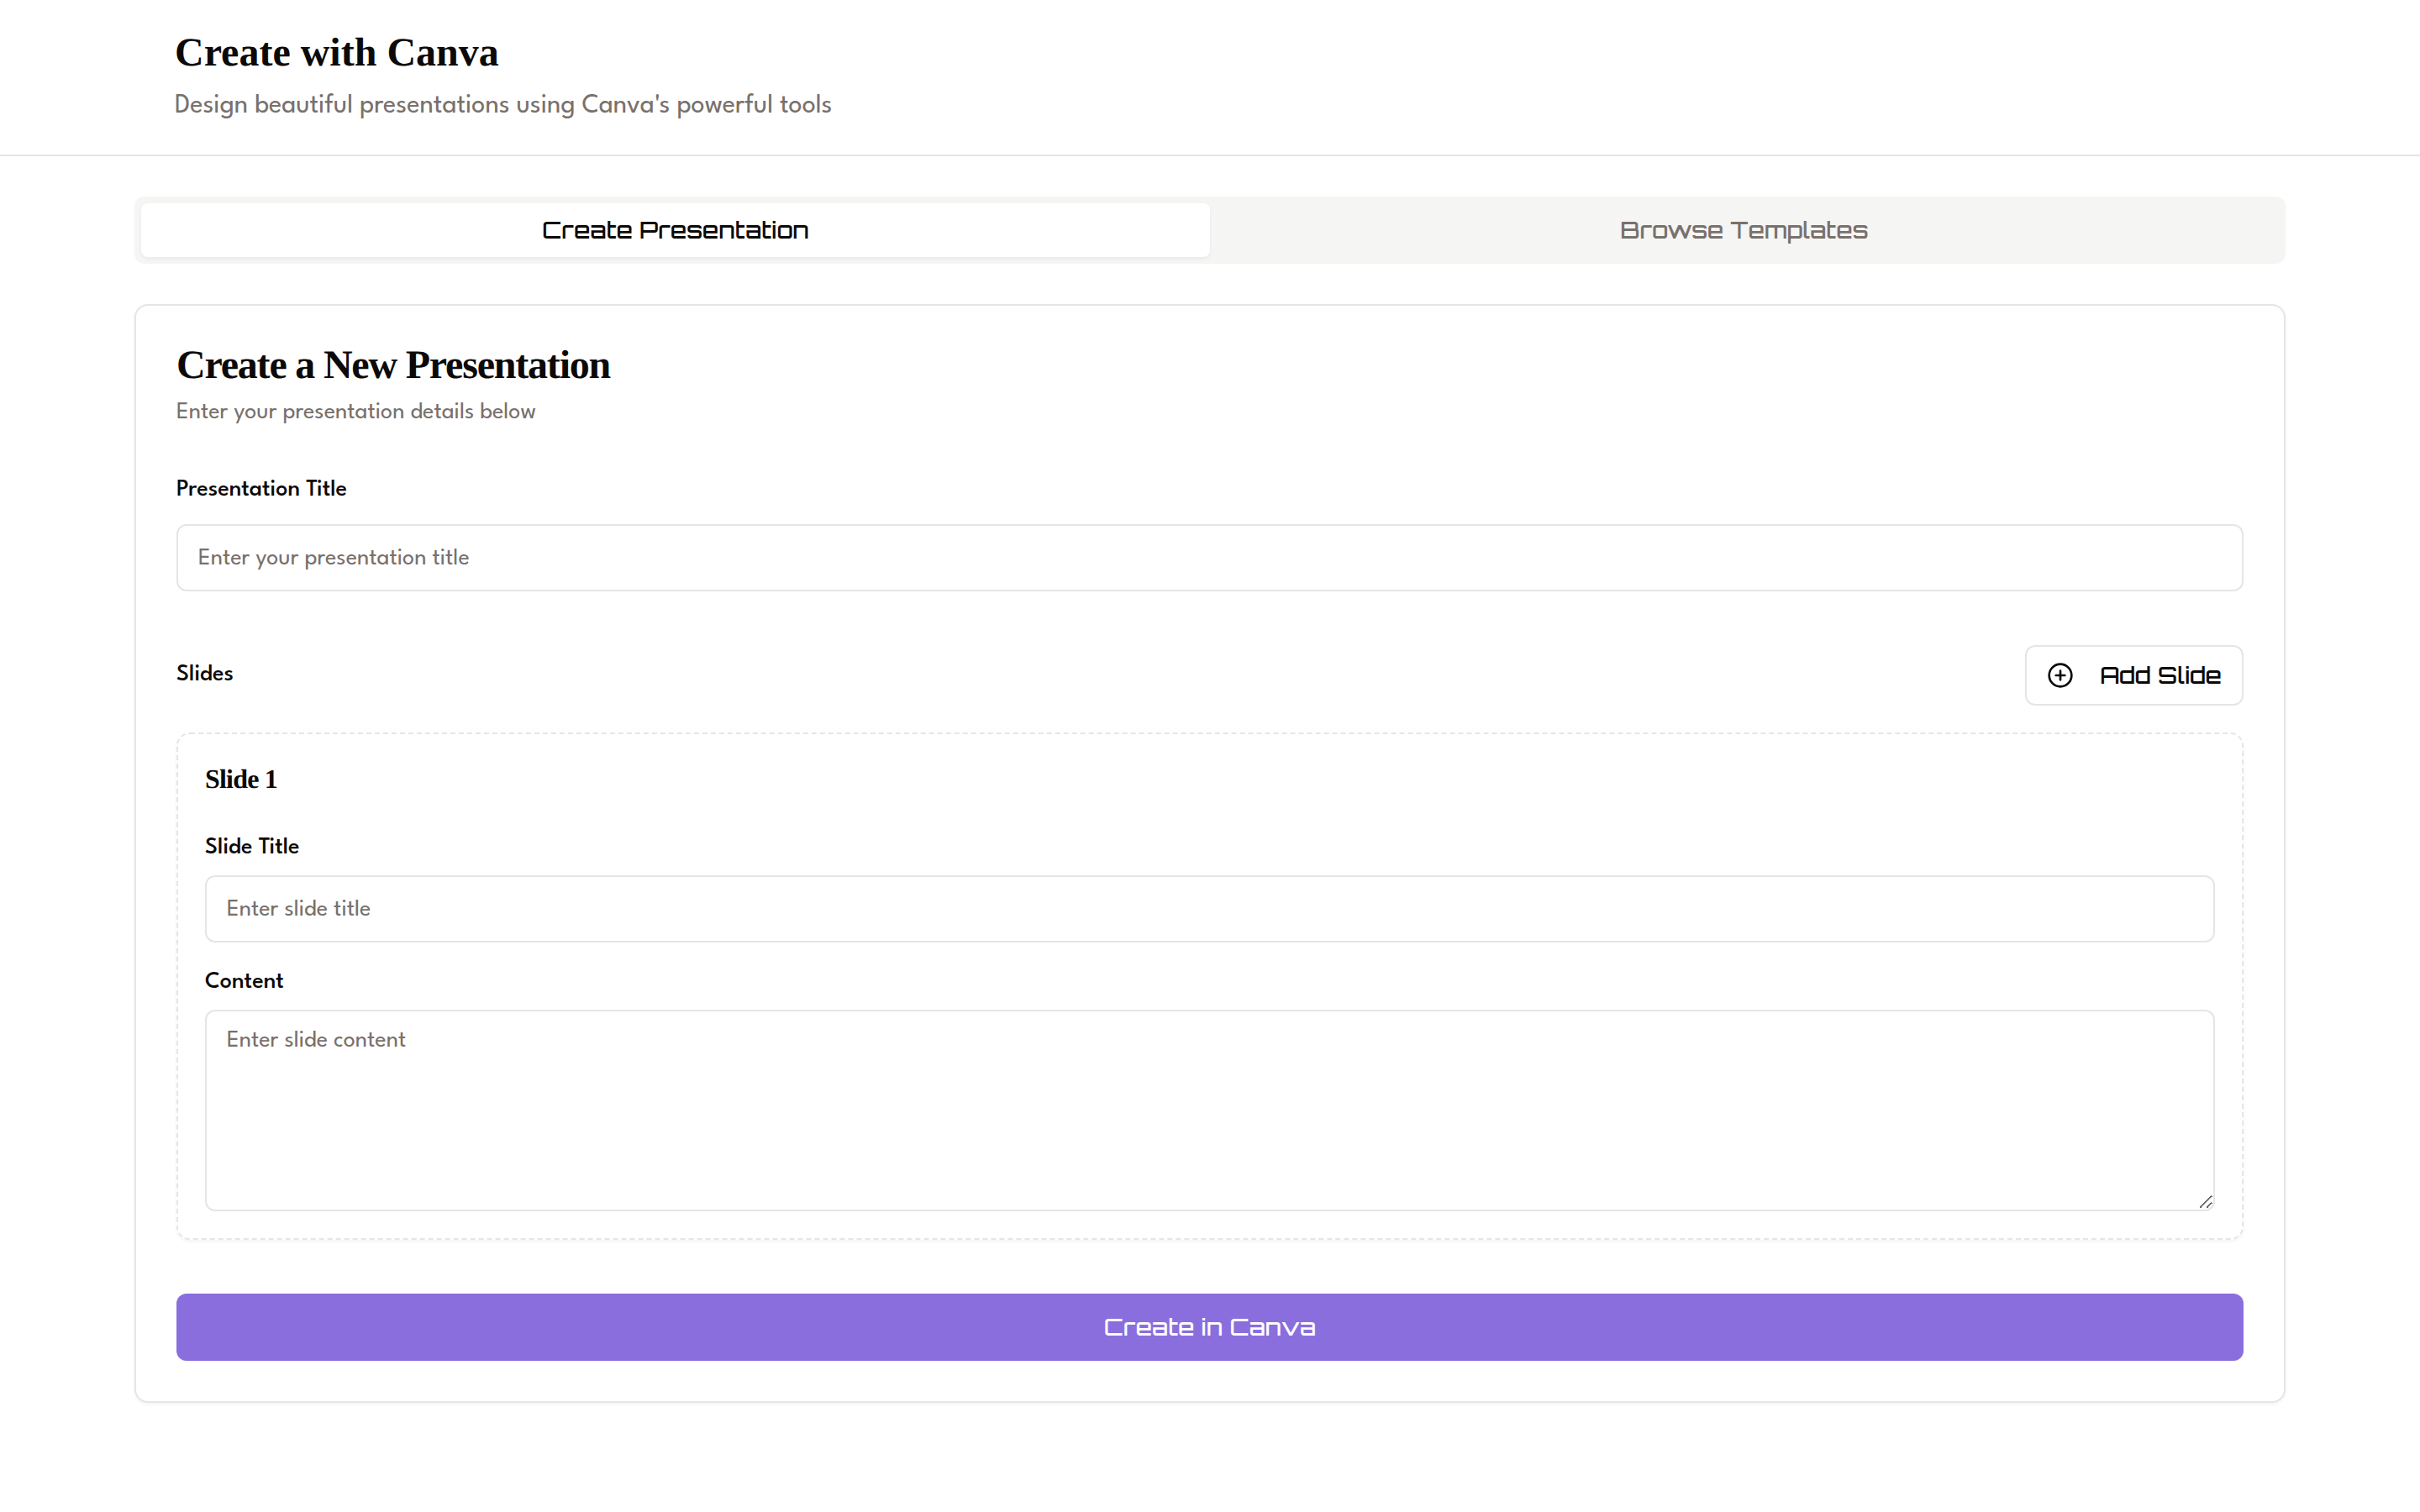 Create with Canva
Design beautiful presentations using Canva's powerful tools
Create Presentation
Browse Templates
Create a New Presentation
Enter your presentation details below
Presentation Title
Enter your presentation title
Slides
Add Slide
Slide 1
Slide Title
Enter slide title
Content
Enter slide content
Create in Canva